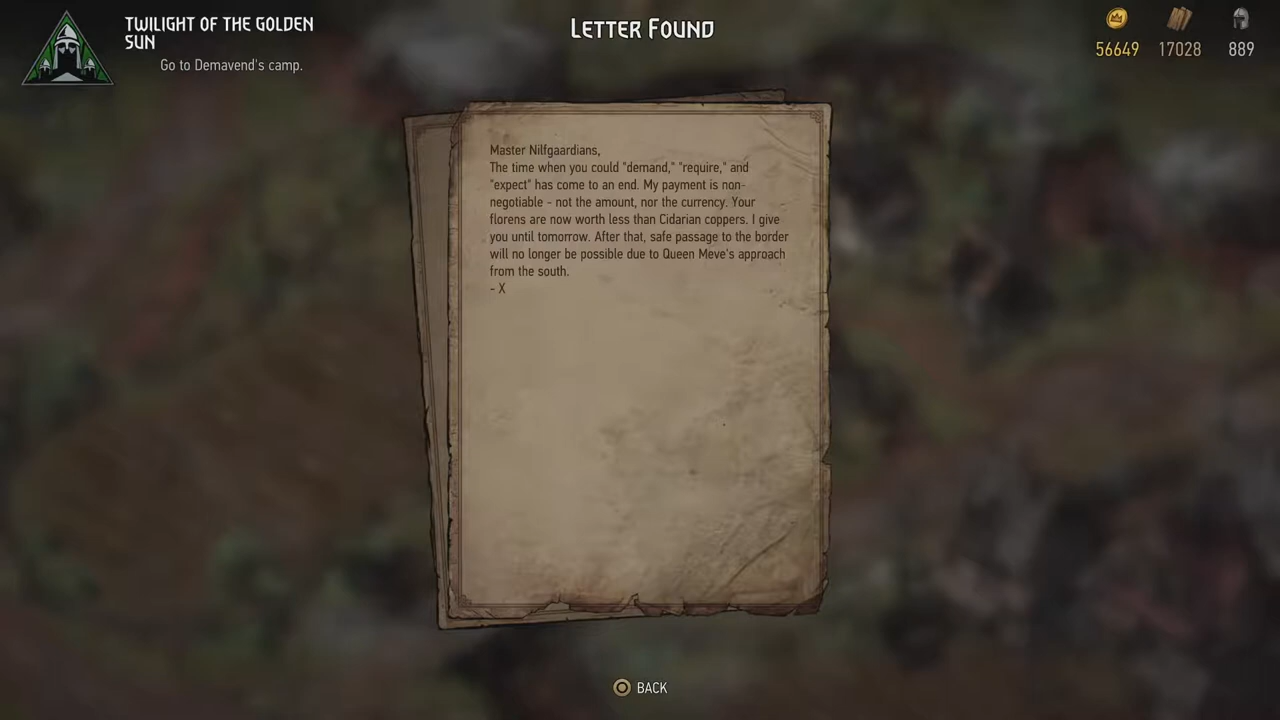 TWILIGHT OF THE GOLDEN
SUN
Go to Demavend's camp.
LETTER FOUND
56649 17028 889
Master Nilfgaardians,
The time when you could "demand," "require," and
"expect" has come to an end. My payment is non-
negotiable - not the amount, nor the currency. Your
florens are now worth less than Cidarian coppers. I give
you until tomorrow. After that, safe passage to the border
will no longer be possible due to Queen Meve's approach
from the south.
- X
BACK